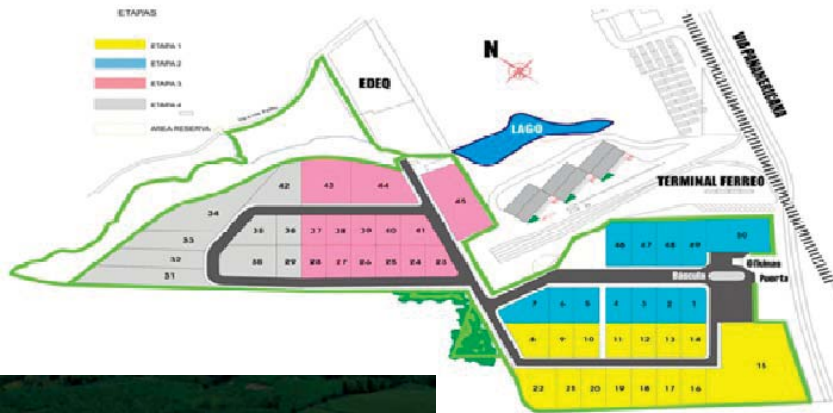 ETAPAS
ETAPA 1
ETAPA 2
ETAPA 3
ETAPA 4
AREA RESERVA
EDEQ
N
LAGO
VIA PANAMERICANA
TERMINAL FERREO
42 43 44
45
34
33
32
31
35 36 37 38 39 40 41
30 29 28 27 26 25 24 23
46 47 48 49 50
Oficinas
Báscula Puerta
7 6 5 4 3 2 1
8 9 10 11 12 13 14
15
22 21 20 19 18 17 16